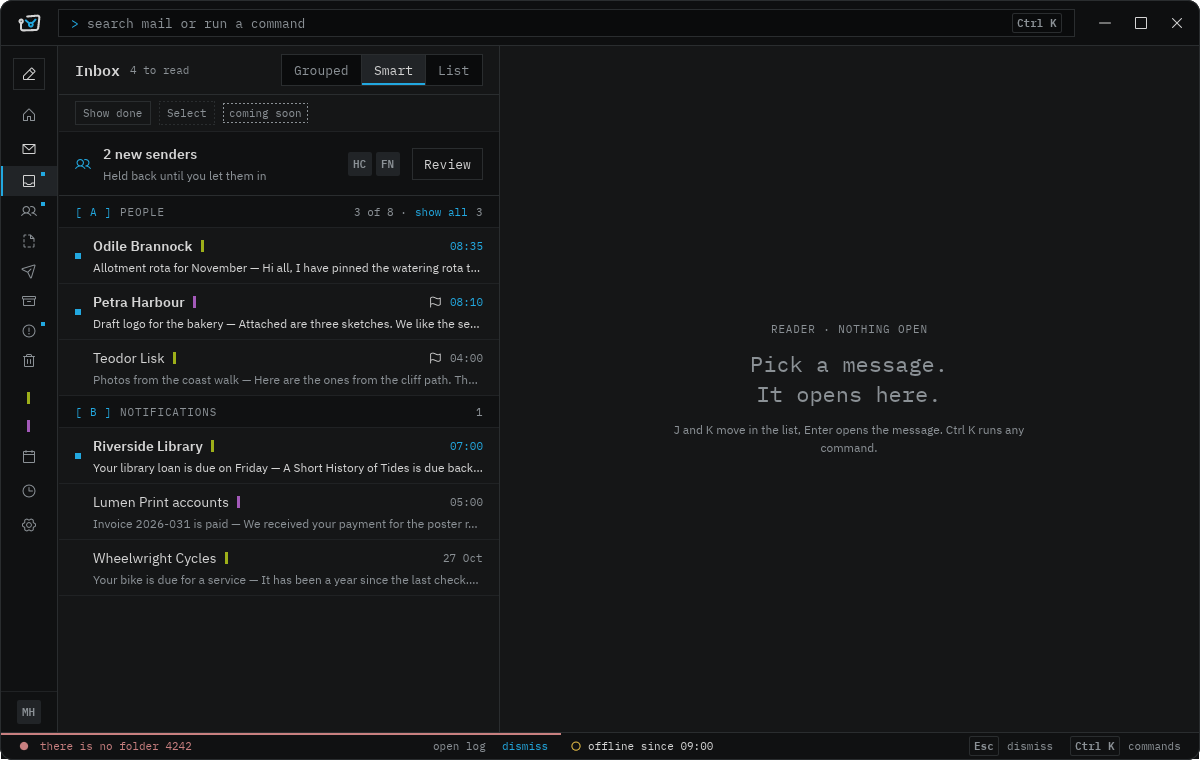 > search mail or run a command Ctrl K
Inbox 4 to read Grouped Smart List
Show done Select coming soon
2 new senders
Held back until you let them in
HC FN Review
[ A ] PEOPLE 3 of 8 · show all 3
Odile Brannock 08:35
Allotment rota for November — Hi all, I have pinned the watering rota t…
Petra Harbour 08:10
Draft logo for the bakery — Attached are three sketches. We like the se…
Teodor Lisk 04:00
Photos from the coast walk — Here are the ones from the cliff path. Th…
[ B ] NOTIFICATIONS 1
Riverside Library 07:00
Your library loan is due on Friday — A Short History of Tides is due back…
Lumen Print accounts 05:00
Invoice 2026-031 is paid — We received your payment for the poster r…
Wheelwright Cycles 27 Oct
Your bike is due for a service — It has been a year since the last check.…
READER · NOTHING OPEN
Pick a message.
It opens here.
J and K move in the list, Enter opens the message. Ctrl K runs any
command.
MH
there is no folder 4242 open log dismiss offline since 09:00 Esc dismiss Ctrl K commands